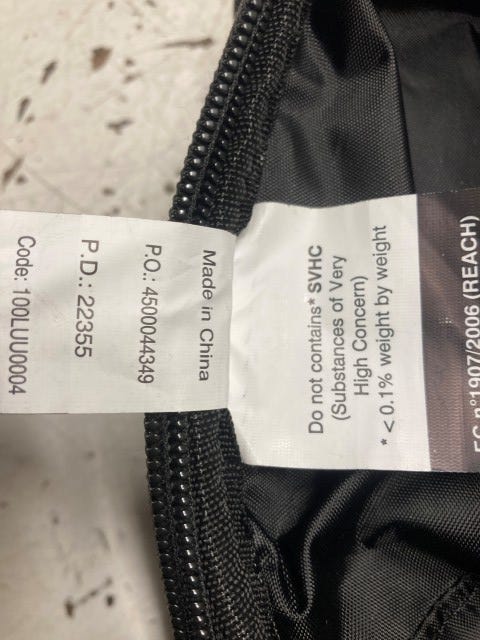 Made in China
P.O.: 4500044349
P.D.: 22355
Code: 100LUU0004
Do not contains* SVHC
(Substances of Very
High Concern)
* < 0.1% weight by weight
EC n°1907/2006 (REACH)